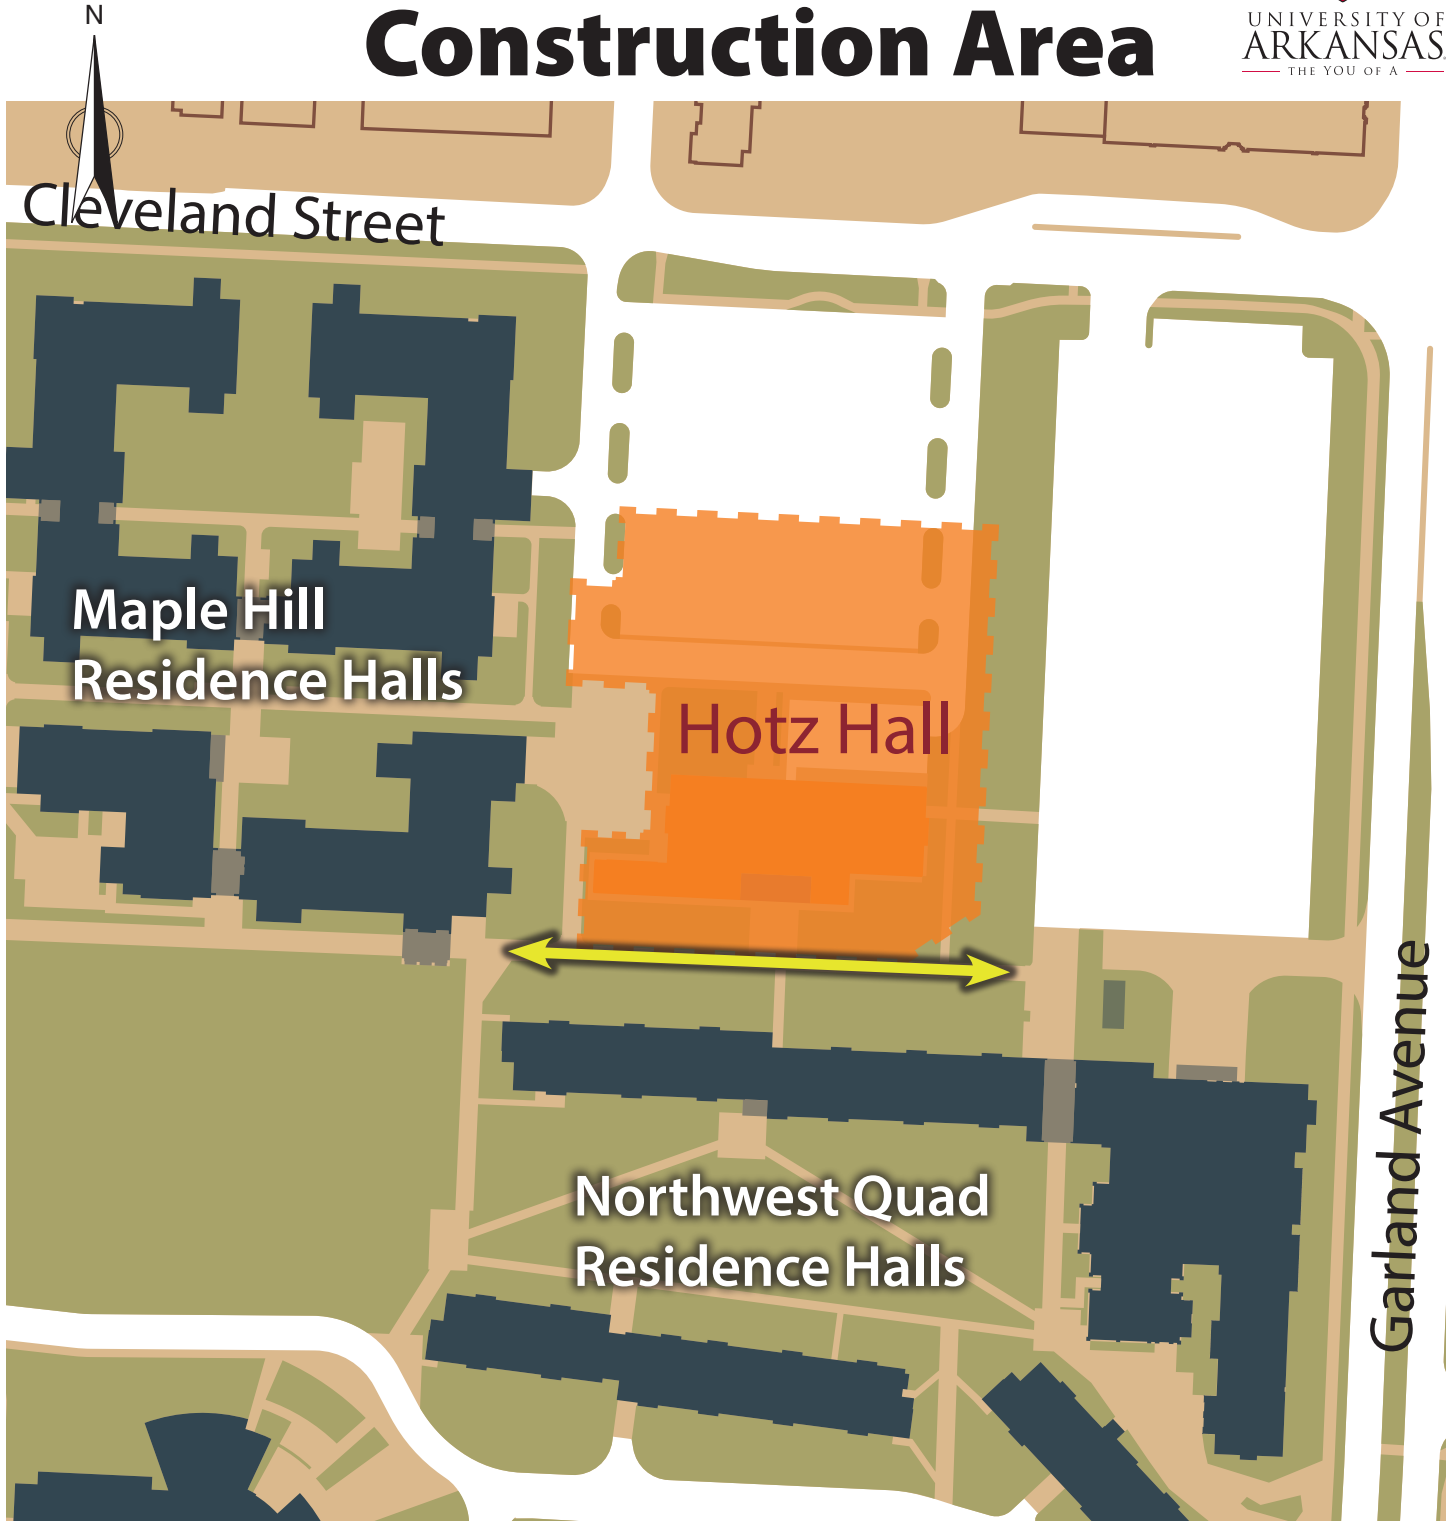 N
Construction Area
UNIVERSITY OF
ARKANSAS
THE YOU OF A
Cleveland Street
Maple Hill
Residence Halls
Hotz Hall
Garland Avenue
Northwest Quad
Residence Halls